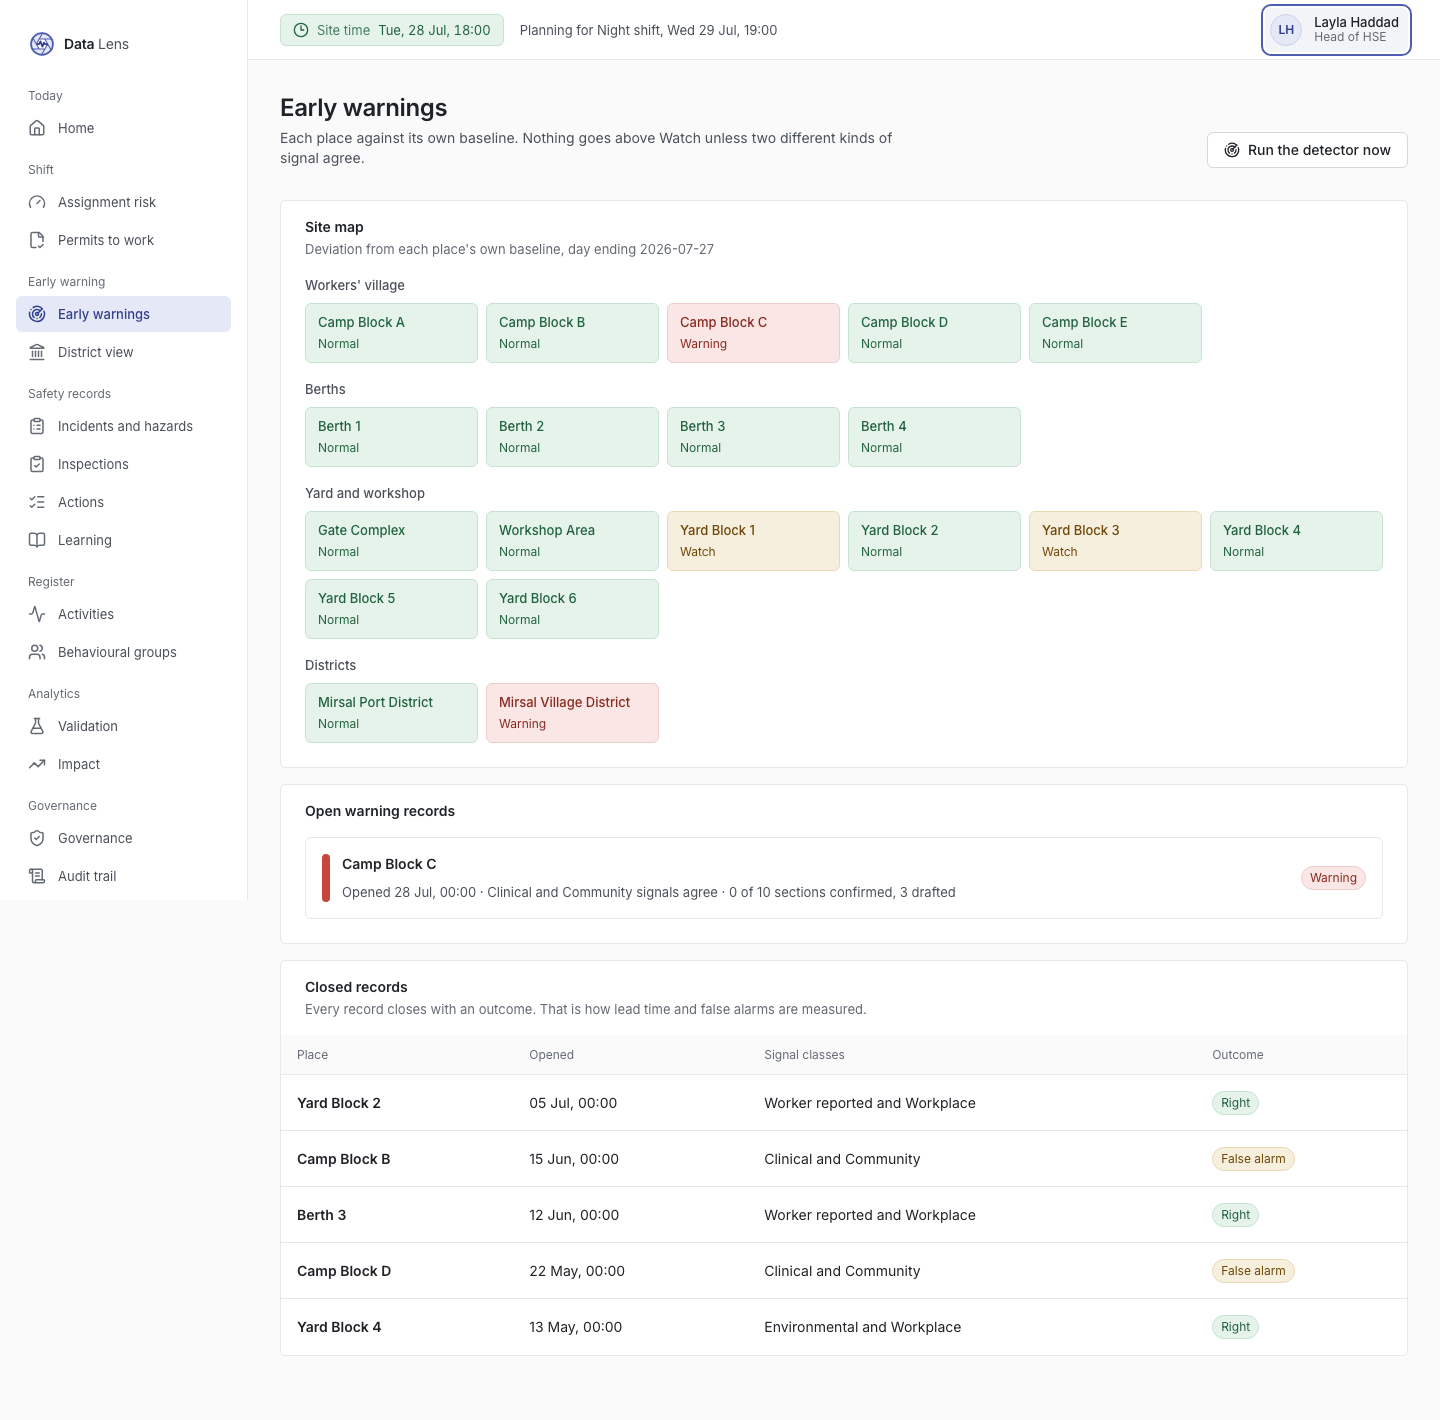 Data Lens
Today
Home
Shift
Assignment risk
Permits to work
Early warning
Early warnings
District view
Safety records
Incidents and hazards
Inspections
Actions
Learning
Register
Activities
Behavioural groups
Analytics
Validation
Impact
Governance
Governance
Audit trail
Site time Tue, 28 Jul, 18:00
Planning for Night shift, Wed 29 Jul, 19:00
LH
Layla Haddad
Head of HSE
Early warnings
Each place against its own baseline. Nothing goes above Watch unless two different kinds of
signal agree.
Run the detector now
Site map
Deviation from each place's own baseline, day ending 2026-07-27
Workers' village
Camp Block A
Normal
Camp Block B
Normal
Camp Block C
Warning
Camp Block D
Normal
Camp Block E
Normal
Berths
Berth 1
Normal
Berth 2
Normal
Berth 3
Normal
Berth 4
Normal
Yard and workshop
Gate Complex
Normal
Workshop Area
Normal
Yard Block 1
Watch
Yard Block 2
Normal
Yard Block 3
Watch
Yard Block 4
Normal
Yard Block 5
Normal
Yard Block 6
Normal
Districts
Mirsal Port District
Normal
Mirsal Village District
Warning
Open warning records
Camp Block C
Opened 28 Jul, 00:00 · Clinical and Community signals agree · 0 of 10 sections confirmed, 3 drafted
Warning
Closed records
Every record closes with an outcome. That is how lead time and false alarms are measured.
Place Opened Signal classes Outcome
Yard Block 2 05 Jul, 00:00 Worker reported and Workplace Right
Camp Block B 15 Jun, 00:00 Clinical and Community False alarm
Berth 3 12 Jun, 00:00 Worker reported and Workplace Right
Camp Block D 22 May, 00:00 Clinical and Community False alarm
Yard Block 4 13 May, 00:00 Environmental and Workplace Right